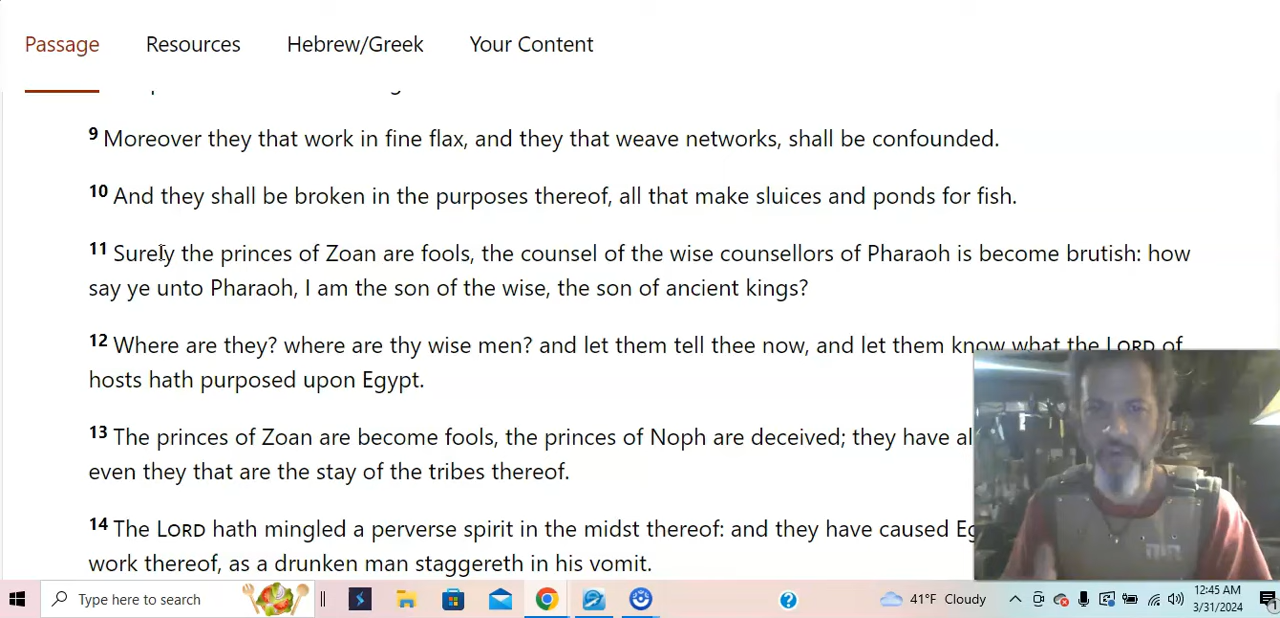 Passage Resources Hebrew/Greek Your Content
9 Moreover they that work in fine flax, and they that weave networks, shall be confounded.
10 And they shall be broken in the purposes thereof, all that make sluices and ponds for fish.
11 Surely the princes of Zoan are fools, the counsel of the wise counsellors of Pharaoh is become brutish: how
say ye unto Pharaoh, I am the son of the wise, the son of ancient kings?
12 Where are they? where are thy wise men? and let them tell thee now, and let them know what the LORD of
hosts hath purposed upon Egypt.
13 The princes of Zoan are become fools, the princes of Noph are deceived; they have
even they that are the stay of the tribes thereof.
14 The LORD hath mingled a perverse spirit in the midst thereof: and they have caused
work thereof, as a drunken man staggereth in his vomit.
Type here to search 41°F Cloudy 12:45 AM
3/31/2024